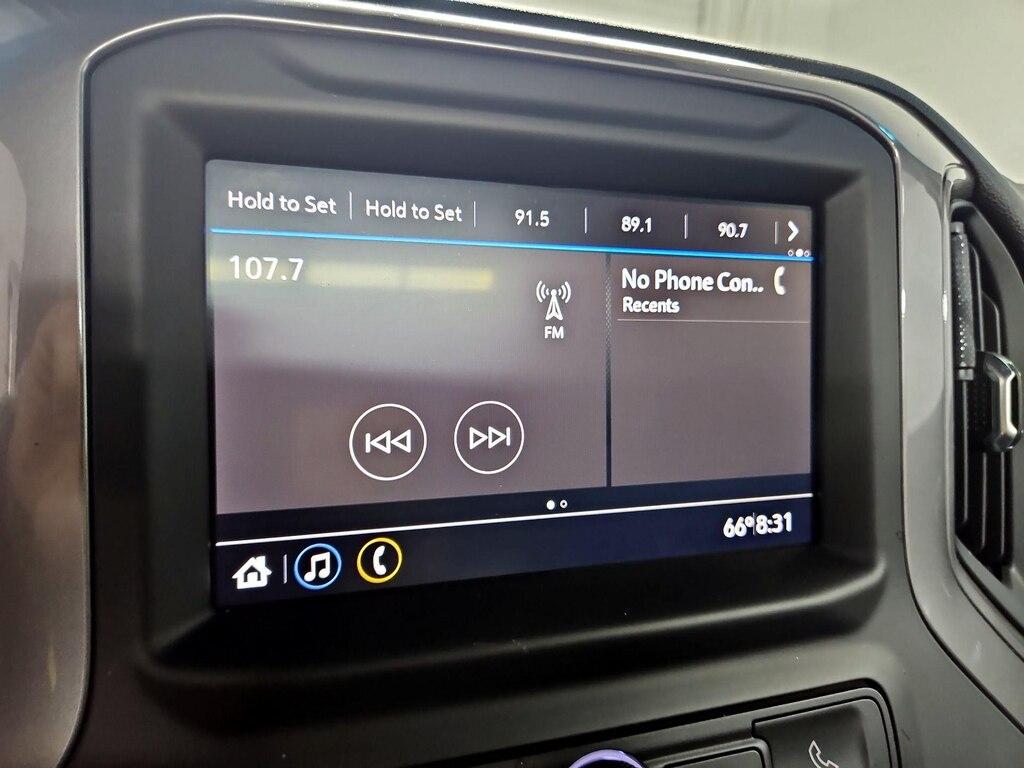 Hold to Set Hold to Set 91.5 89.1 90.7
107.7
FM
No Phone Con..
Recents
66° 8:31